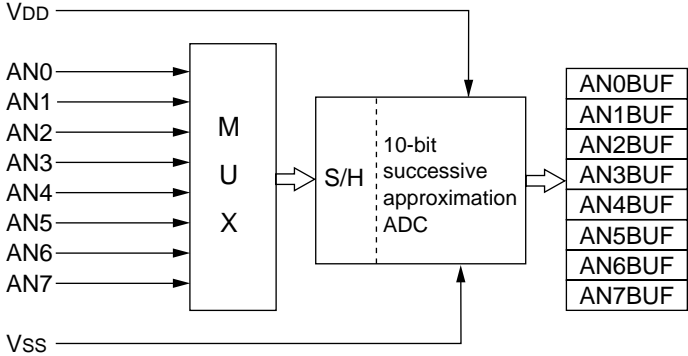 VDD
AN0
AN1
AN2
AN3
AN4
AN5
AN6
AN7
VSS
M
U
X
S/H
10-bit
successive
approximation
ADC
AN0BUF
AN1BUF
AN2BUF
AN3BUF
AN4BUF
AN5BUF
AN6BUF
AN7BUF